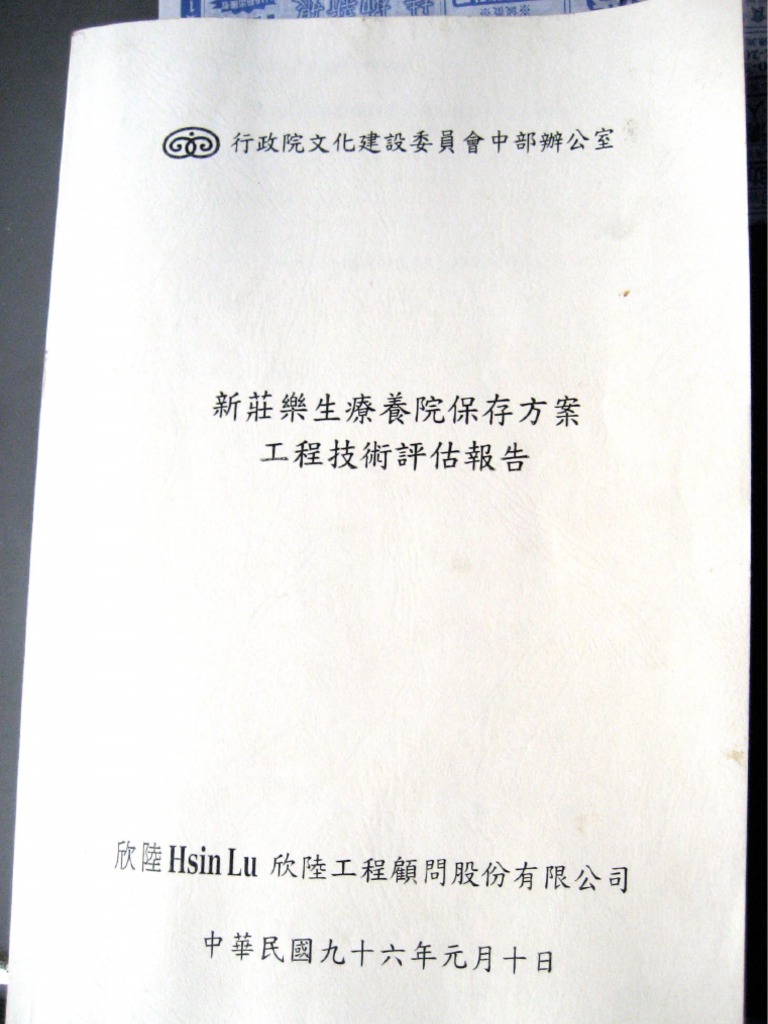 行政院文化建設委員會中部辦公室
新莊樂生療養院保存方案
工程技術評估報告
欣陸 Hsin Lu 欣陸工程顧問股份有限公司
中華民國九十六年元月十日